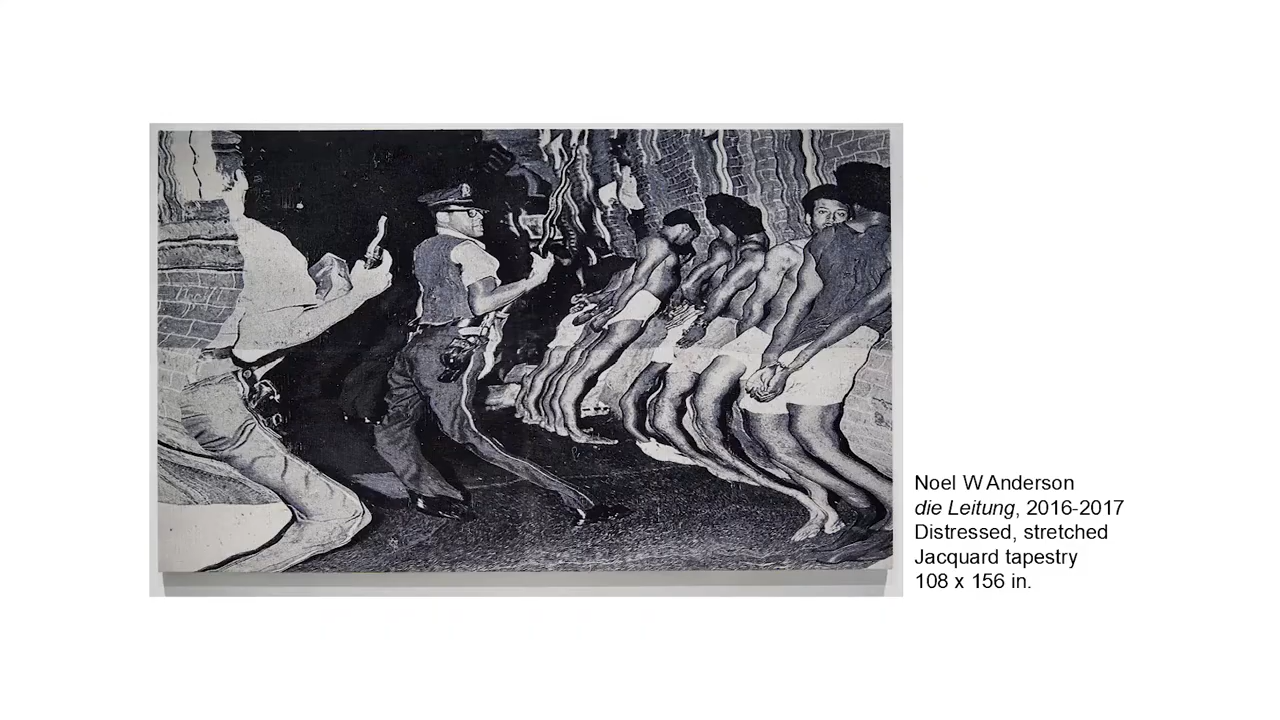 Noel W Anderson
die Leitung, 2016-2017
Distressed, stretched
Jacquard tapestry
108 x 156 in.